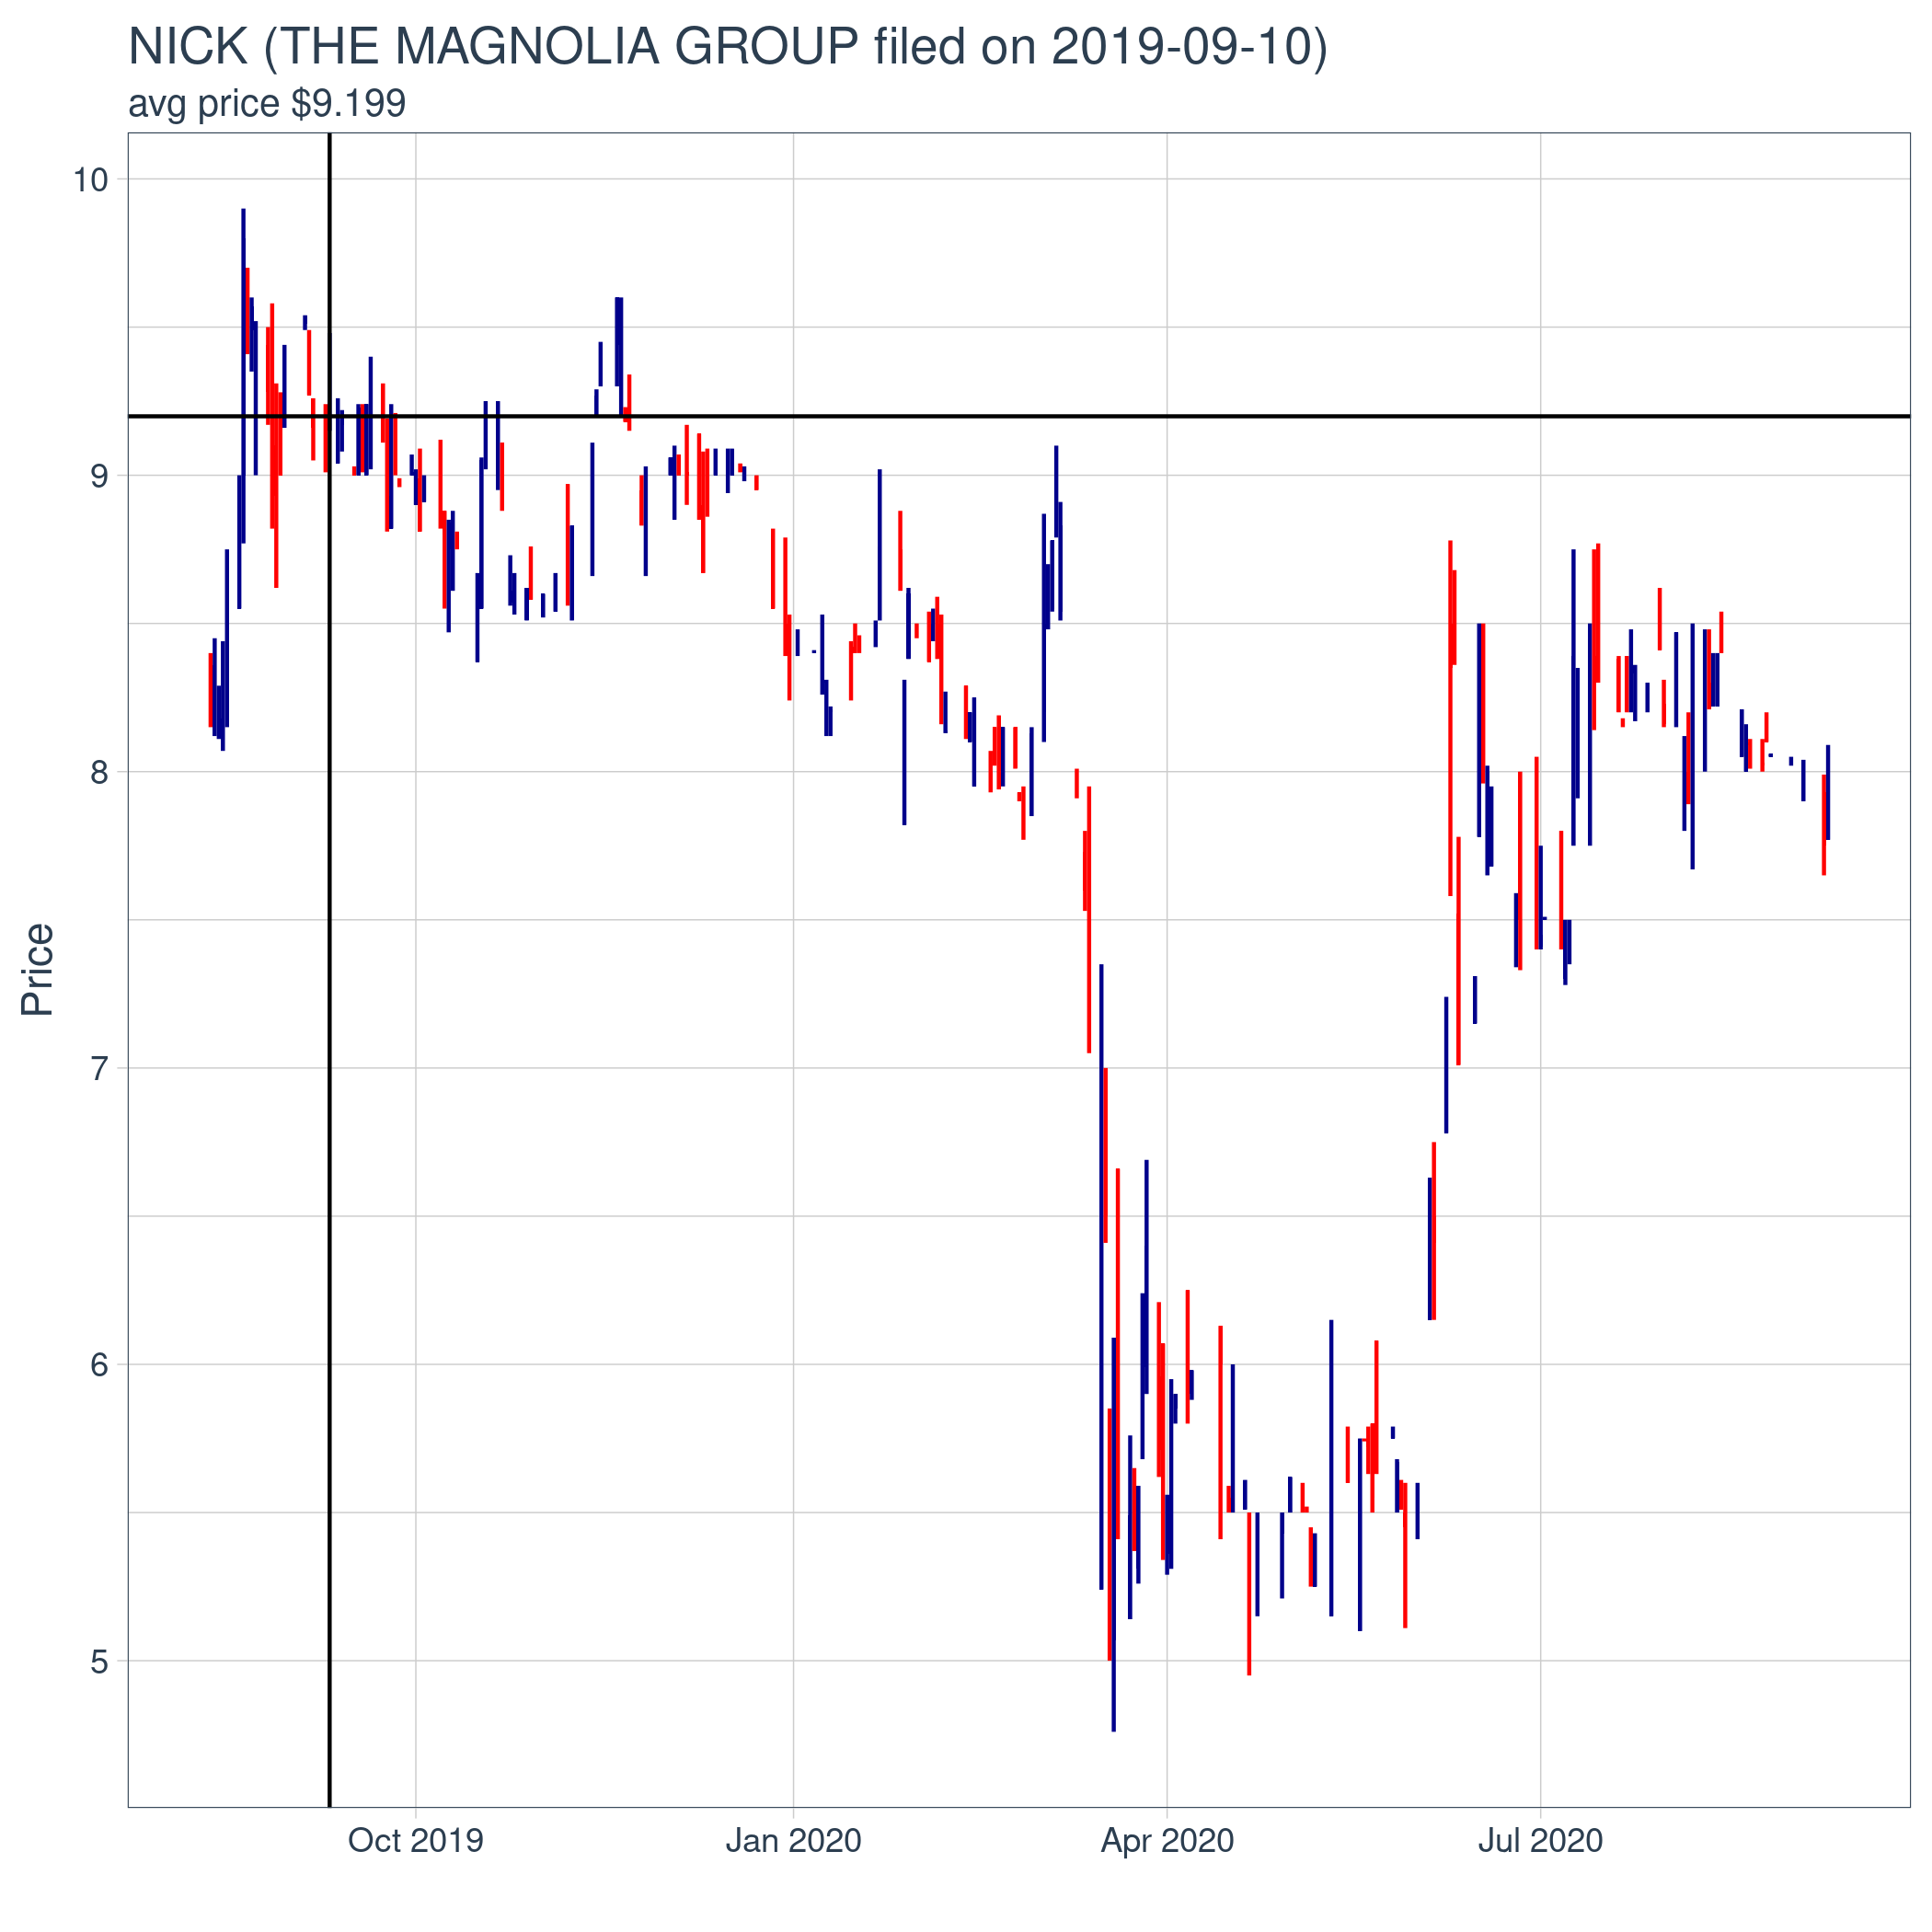 NICK (THE MAGNOLIA GROUP filed on 2019-09-10)
avg price $9.199
10
9
8
7
6
5
Price
Oct 2019
Jan 2020
Apr 2020
Jul 2020